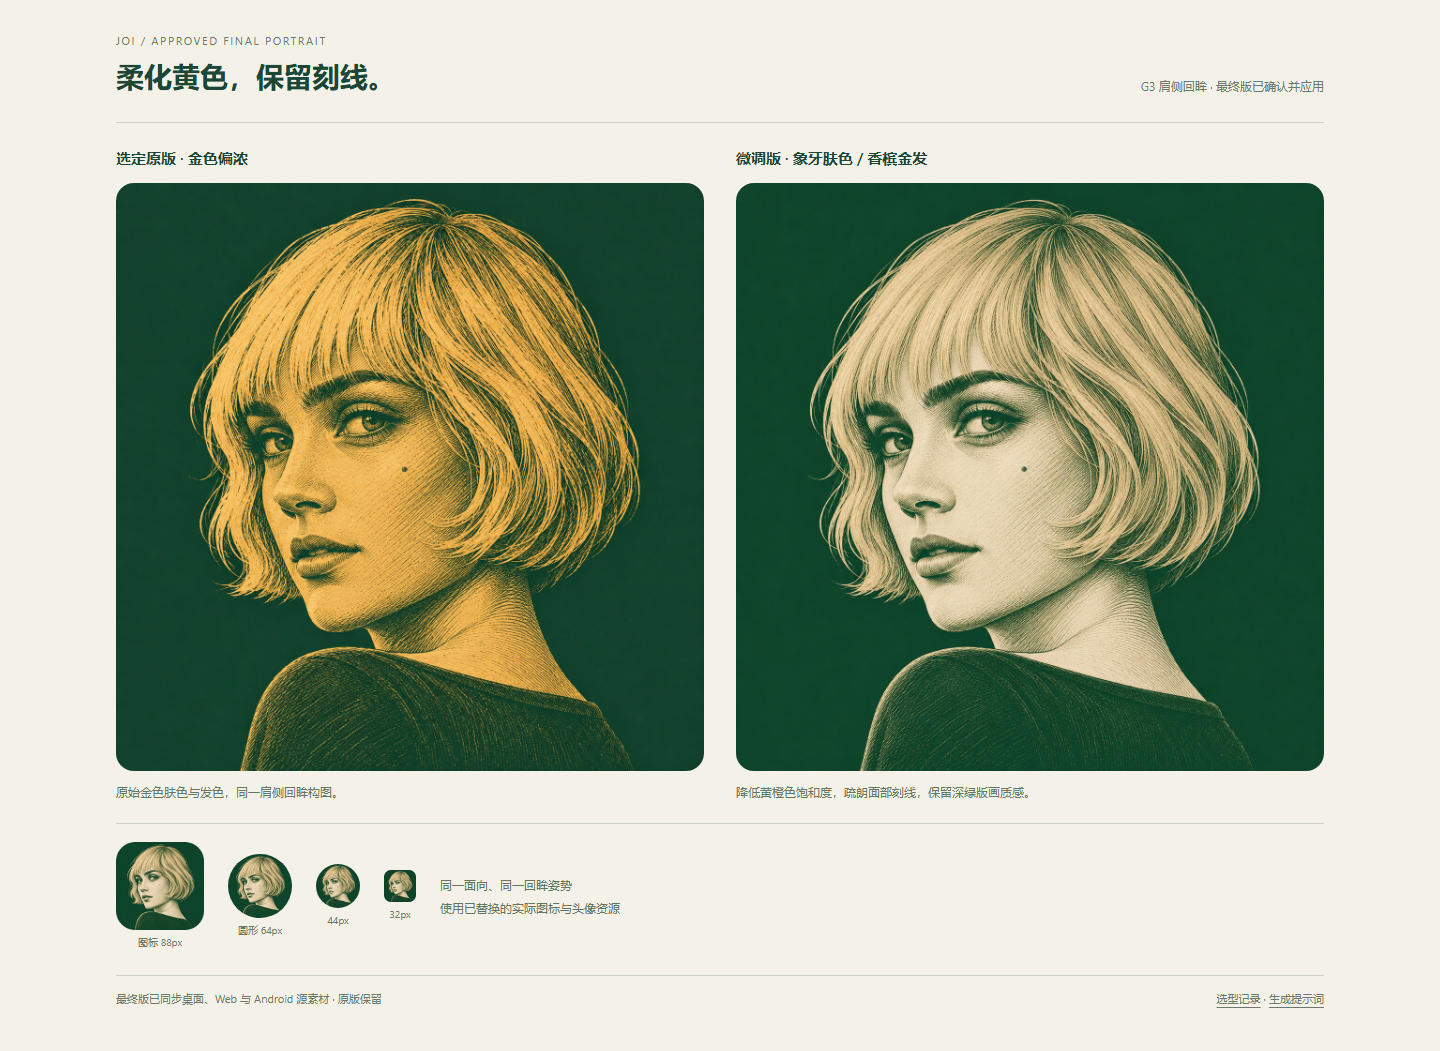 JOI / APPROVED FINAL PORTRAIT
柔化黄色，保留刻线。
G3 肩侧回眸 · 最终版已确认并应用
选定原版 · 金色偏浓
微调版 · 象牙肤色 / 香槟金发
原始金色肤色与发色，同一肩侧回眸构图。
降低黄橙色饱和度，疏朗面部刻线，保留深绿版画质感。
图标 88px
圆形 64px
44px
32px
同一面向、同一回眸姿势
使用已替换的实际图标与头像资源
最终版已同步桌面、Web 与 Android 源素材 · 原版保留
选型记录 · 生成提示词